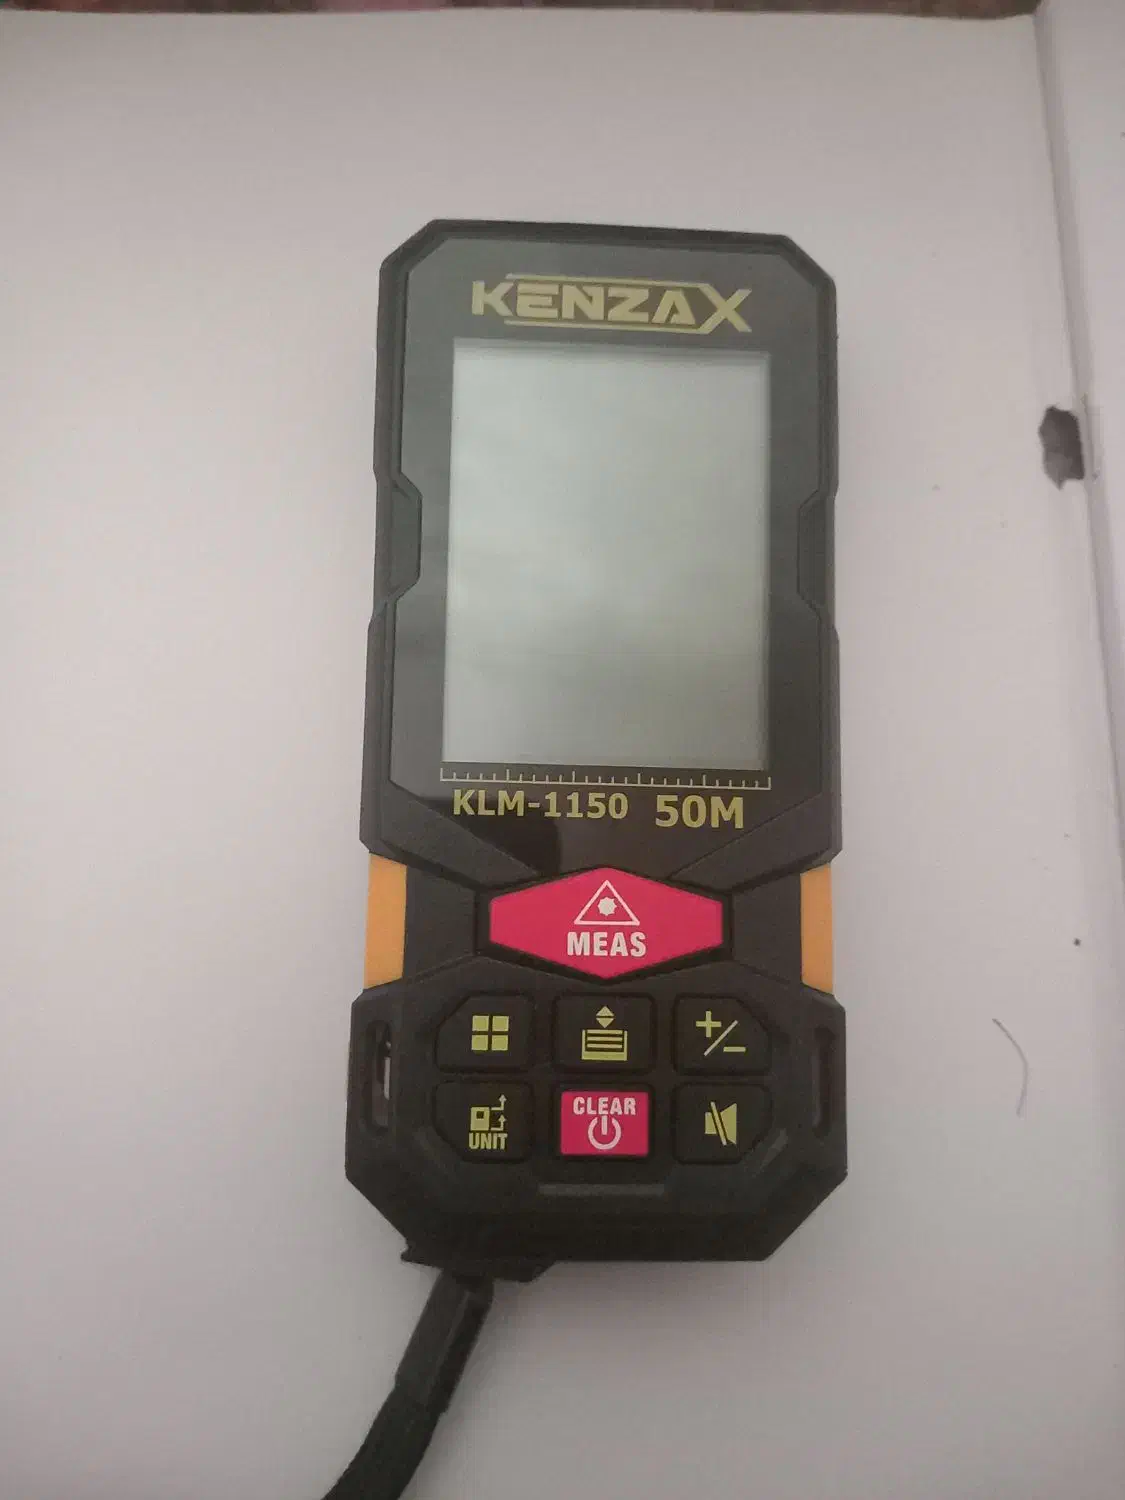 KENZAX
KLM-1150 50M
MEAS
+/-
UNIT
CLEAR